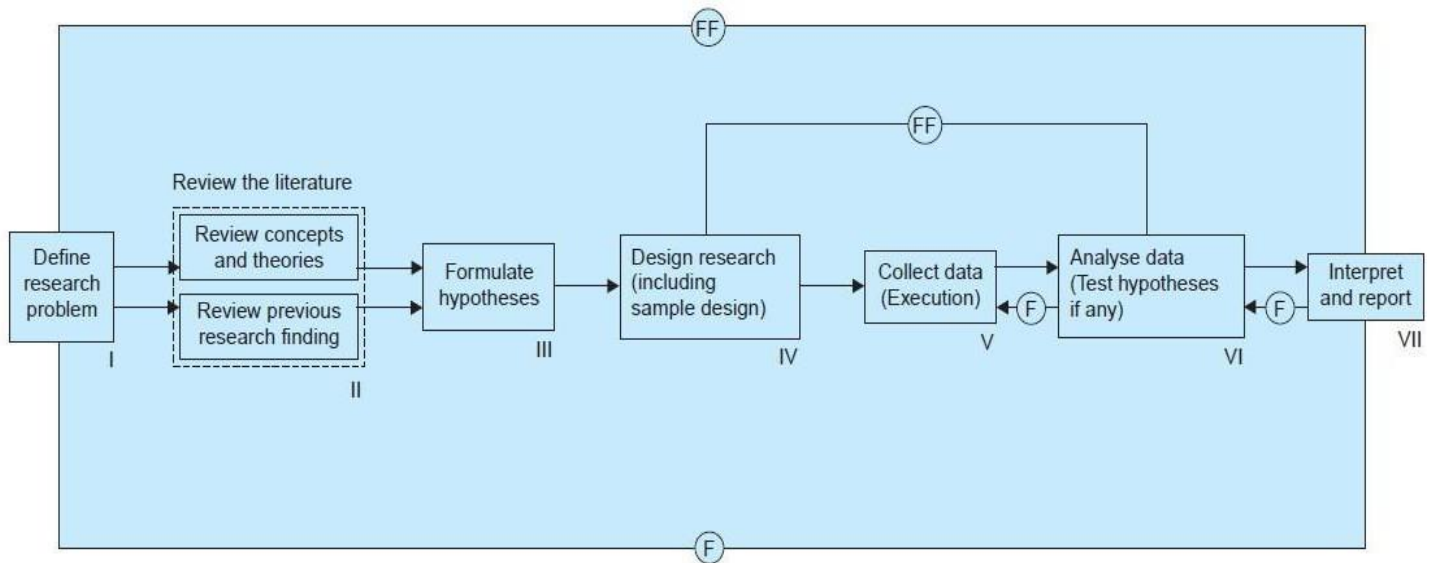 FF
FF
Review the literature
Define
research
problem
I
Review concepts
and theories
Review previous
research finding
II
Formulate
hypotheses
III
Design research
(including
sample design)
IV
Collect data
(Execution)
V
F
Analyse data
(Test hypotheses
if any)
VI
F
Interpret
and report
VII
F